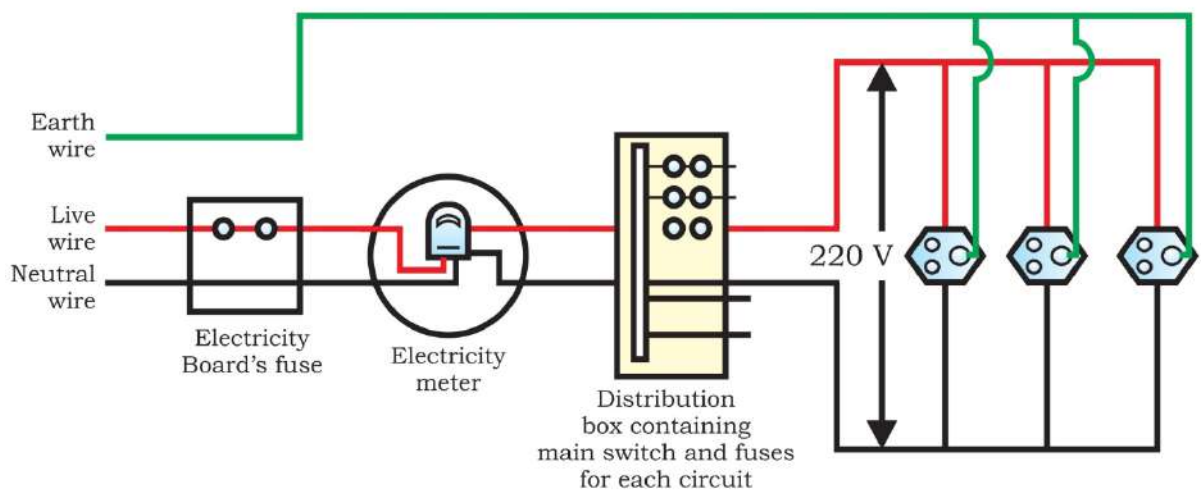 Earth
wire
Live
wire
Neutral
wire
Electricity
Board's fuse
Electricity
meter
Distribution
box containing
main switch and fuses
for each circuit
220 V